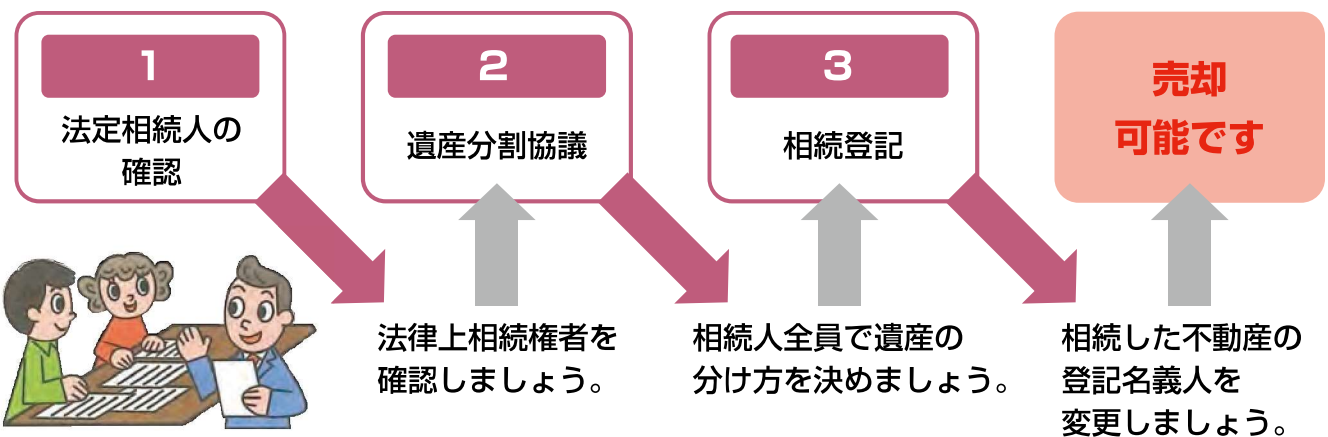 1
法定相続人の
確認
法律上相続権者を
確認しましょう。
2
遺産分割協議
相続人全員で遺産の
分け方を決めましょう。
3
相続登記
相続した不動産の
登記名義人を
変更しましょう。
売却
可能です